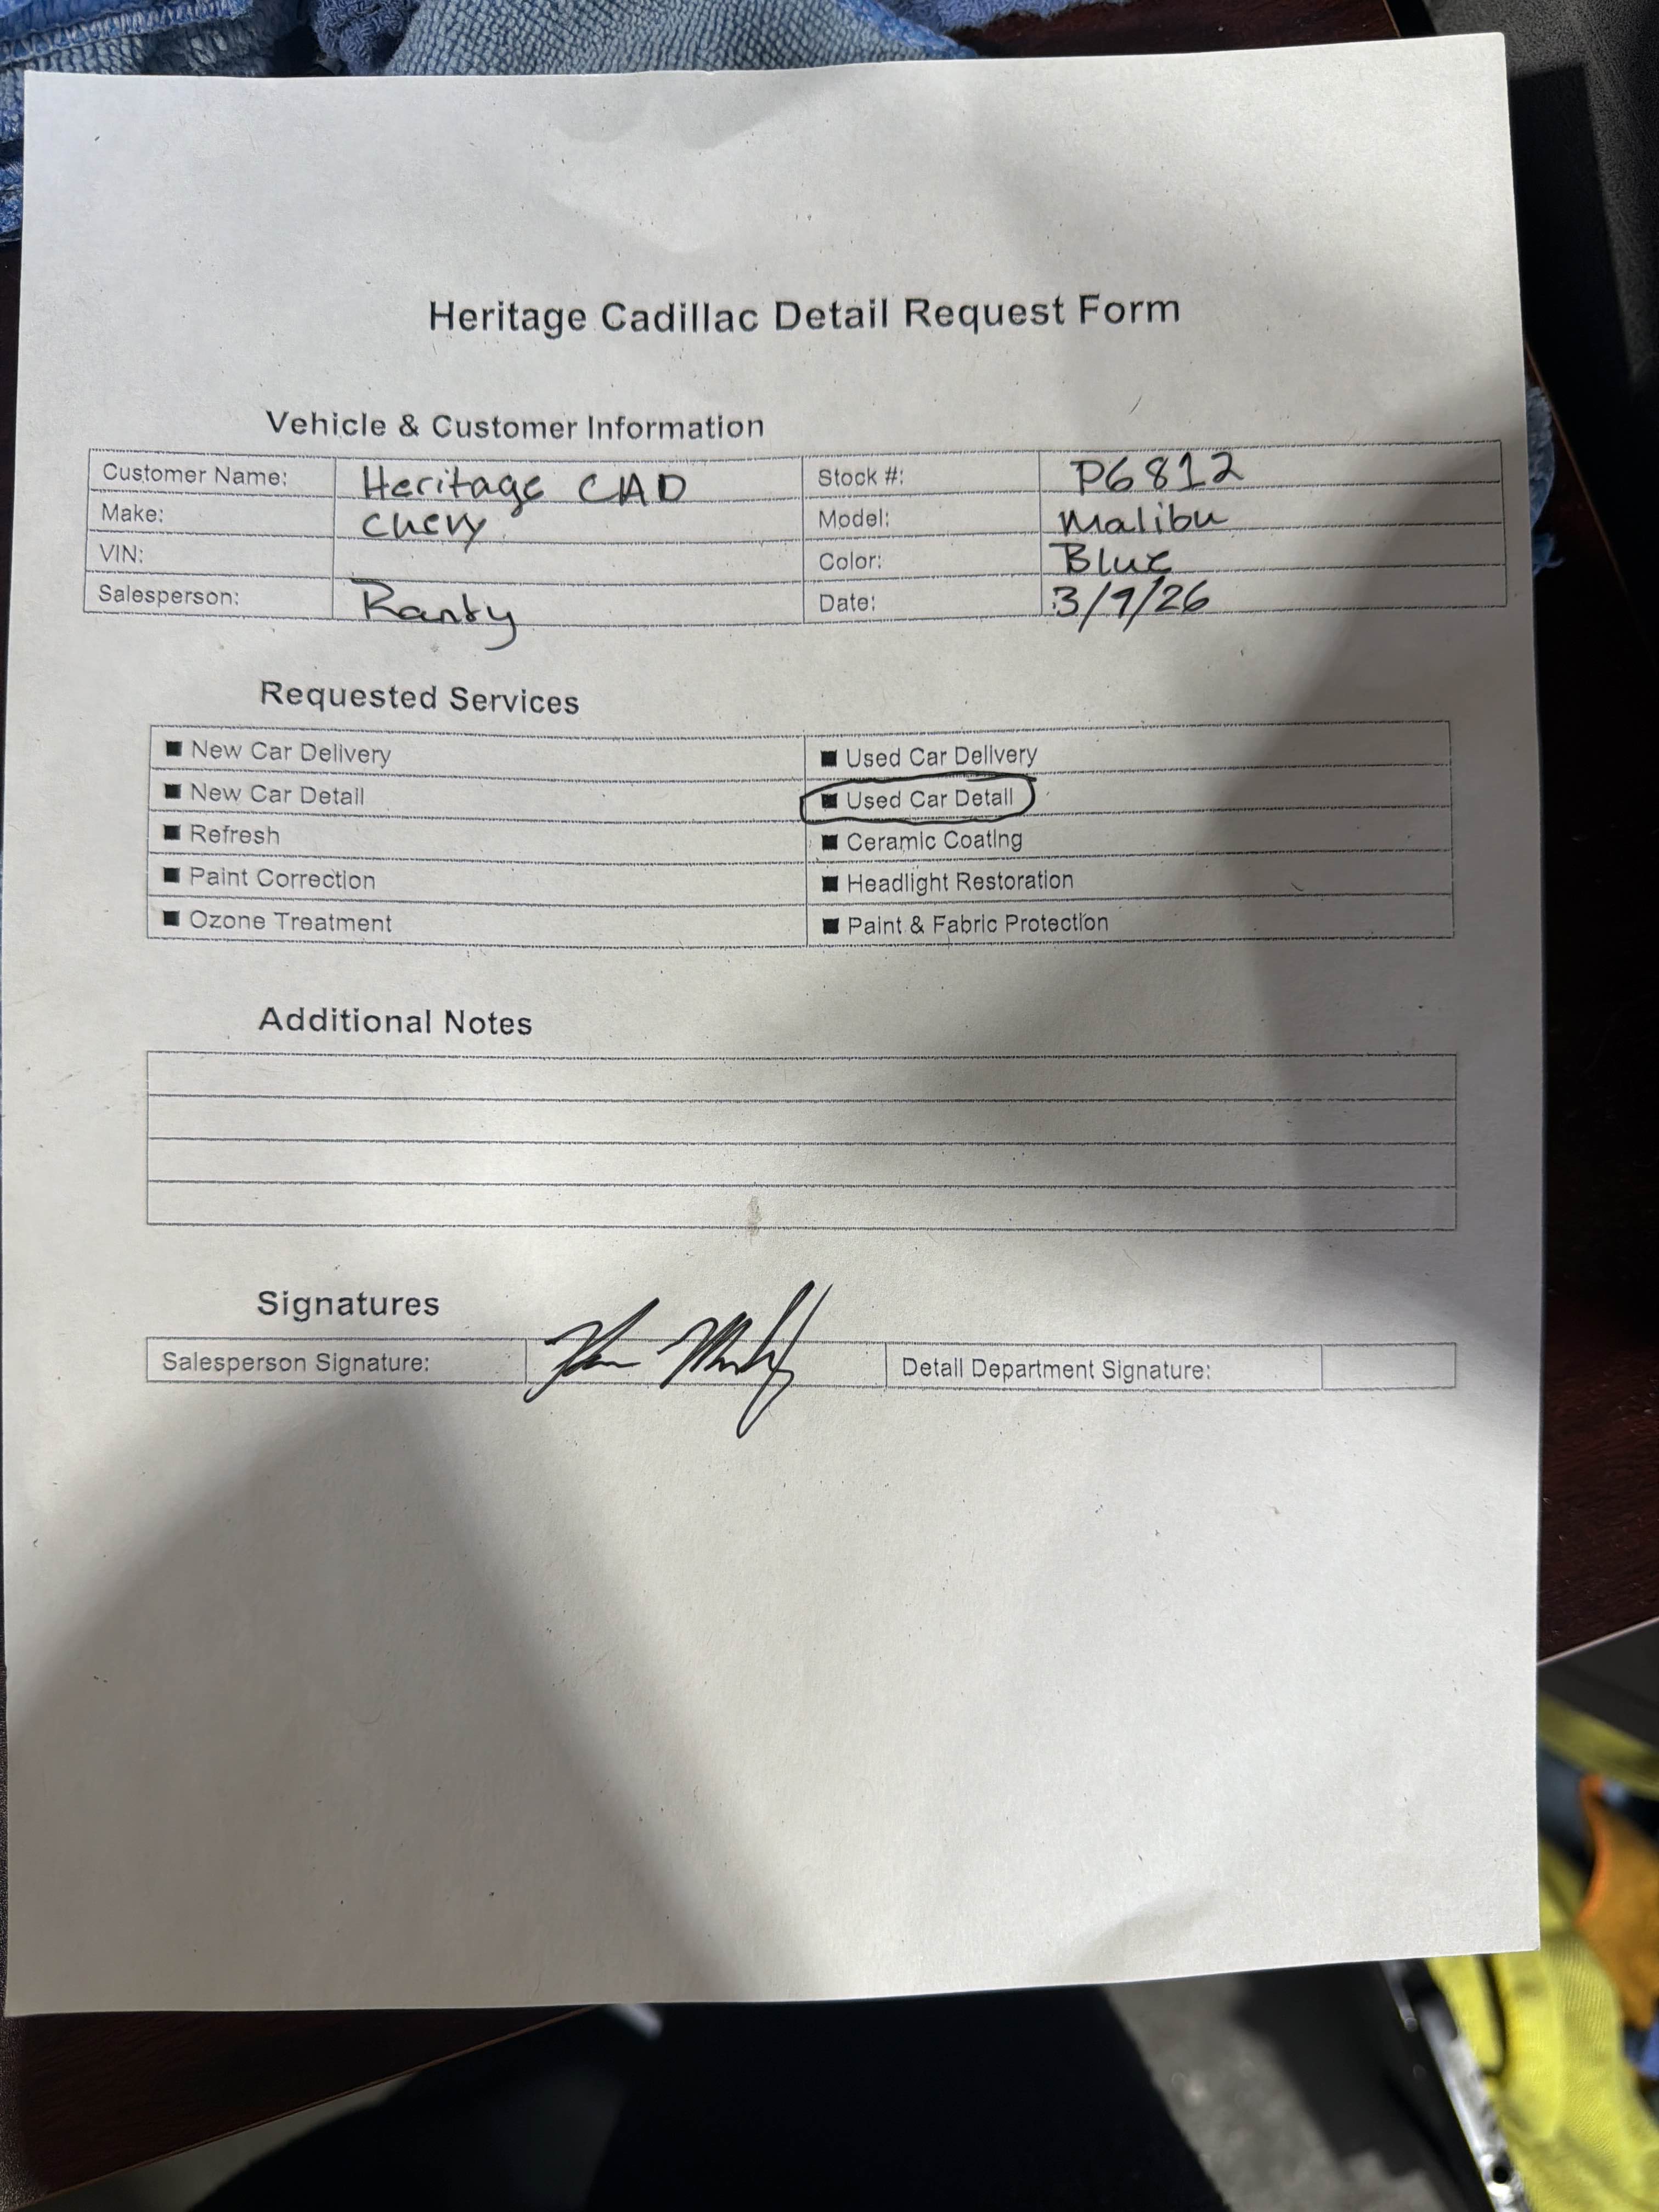 Heritage Cadillac Detail Request Form
Vehicle & Customer Information
Customer Name: Heritage CAD Stock #: P6812
Make: Chevy Model: Malibu
VIN: Color: Blue
Salesperson: Date: 3/9/26
Requested Services
New Car Delivery Used Car Delivery
New Car Detail Used Car Detail
Refresh Ceramic Coating
Paint Correction Headlight Restoration
Ozone Treatment Paint & Fabric Protection
Additional Notes
Signatures
Salesperson Signature: Detail Department Signature: